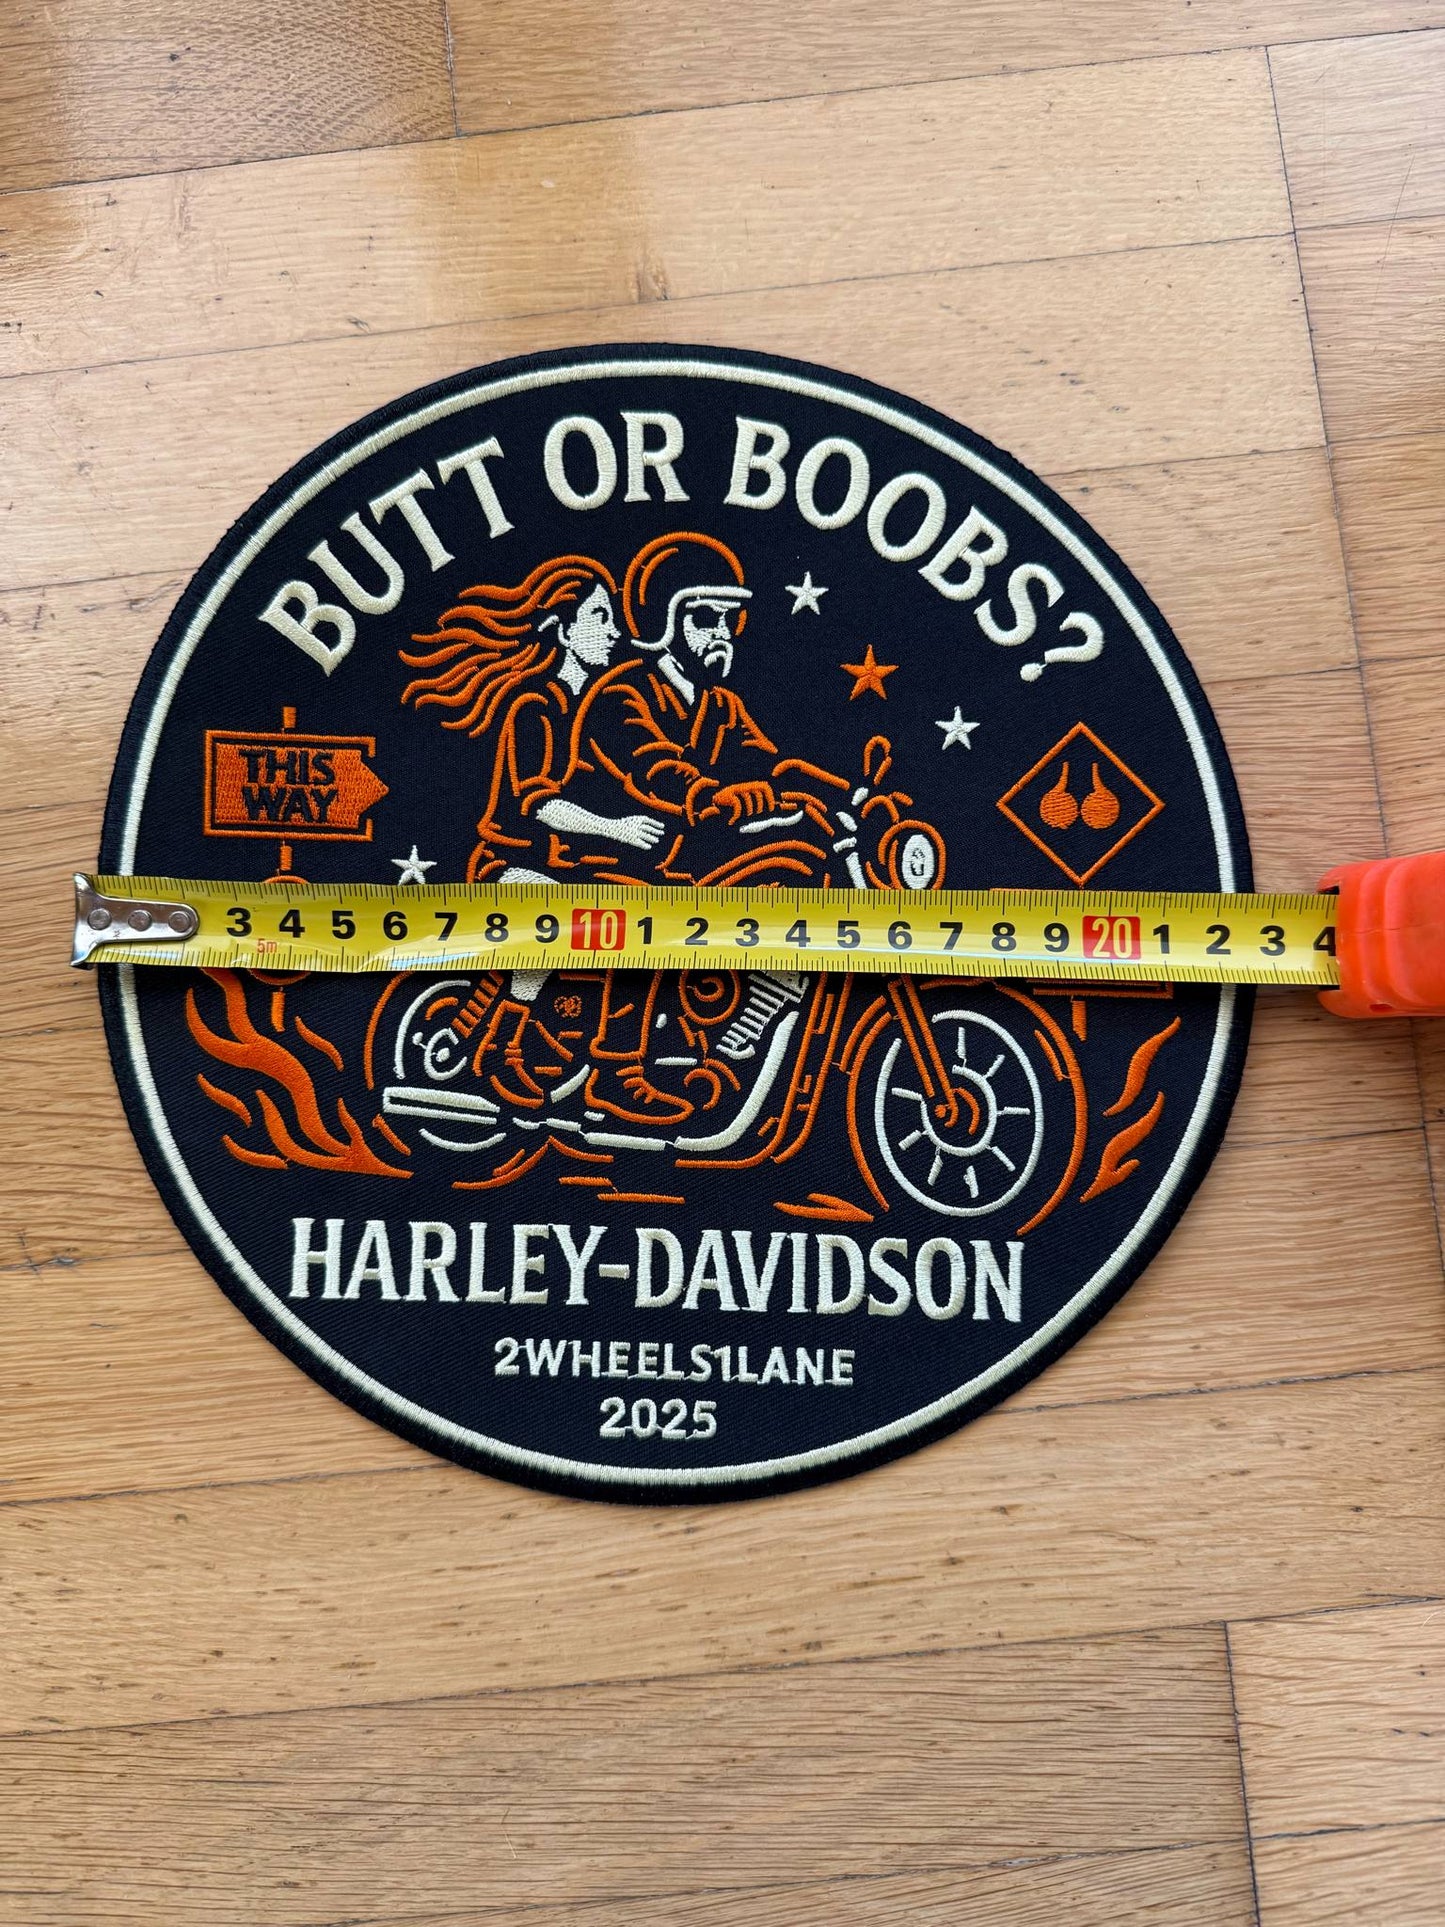 BUTT OR BOOBS?
THIS
WAY
3 4 5 6 7 8 9 10 1 2 3 4 5 6 7 8 9 20 1 2 3 4
5m
HARLEY-DAVIDSON
2WHEELS1LANE
2025